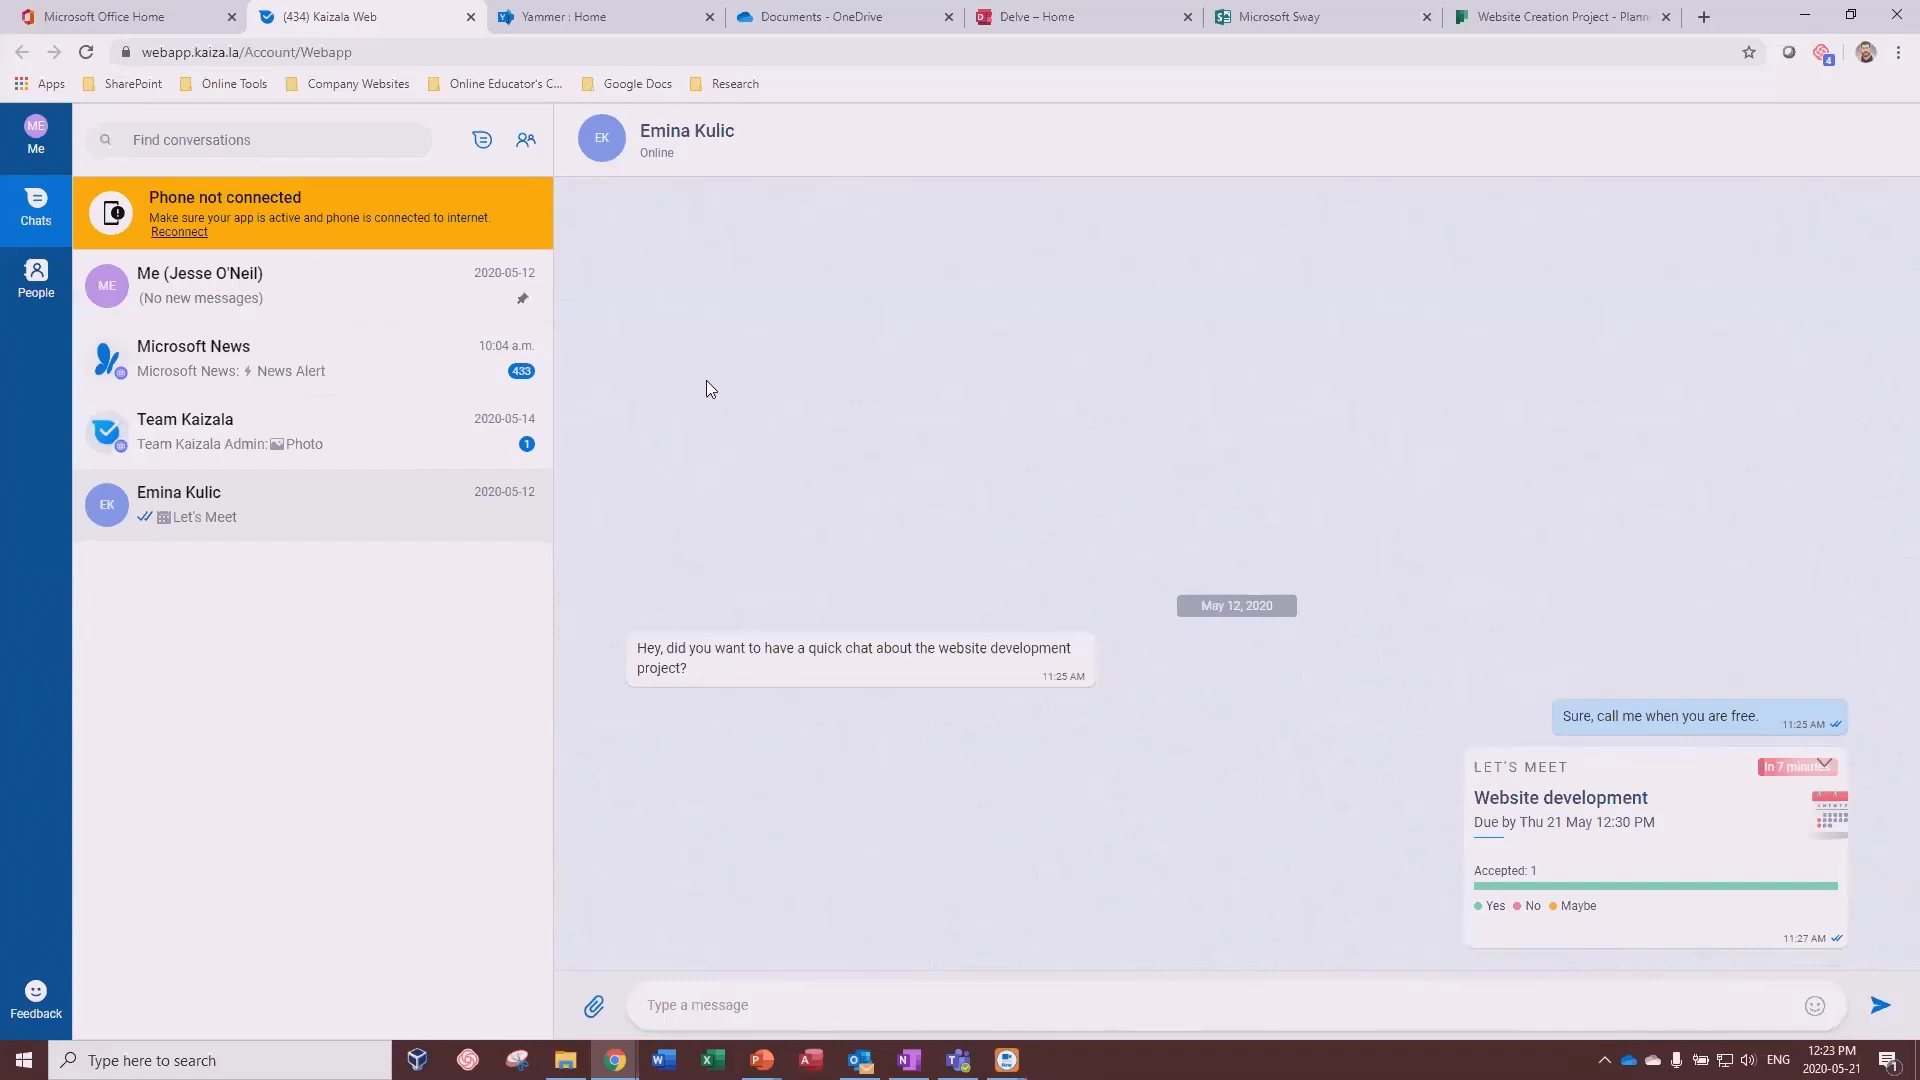 Microsoft Office Home
(434) Kaizala Web
Yammer : Home
Documents - OneDrive
Delve – Home
Microsoft Sway
Website Creation Project - Plann
webapp.kaiza.la/Account/Webapp
4
Apps
SharePoint
Online Tools
Company Websites
Online Educator's C...
Google Docs
Research
ME
Me
Chats
People
Feedback
Find conversations
Phone not connected
Make sure your app is active and phone is connected to internet.
Reconnect
ME
Me (Jesse O'Neil)
2020-05-12
(No new messages)
Microsoft News
10:04 a.m.
Microsoft News: News Alert
433
Team Kaizala
2020-05-14
Team Kaizala Admin: Photo
1
EK
Emina Kulic
2020-05-12
Let's Meet
EK
Emina Kulic
Online
May 12, 2020
Hey, did you want to have a quick chat about the website development
project?
11:25 AM
Sure, call me when you are free.
11:25 AM
LET'S MEET
In 7 minutes
Website development
Due by Thu 21 May 12:30 PM
Accepted: 1
Yes No Maybe
11:27 AM
Type a message
Type here to search
ENG
12:23 PM
2020-05-21
1